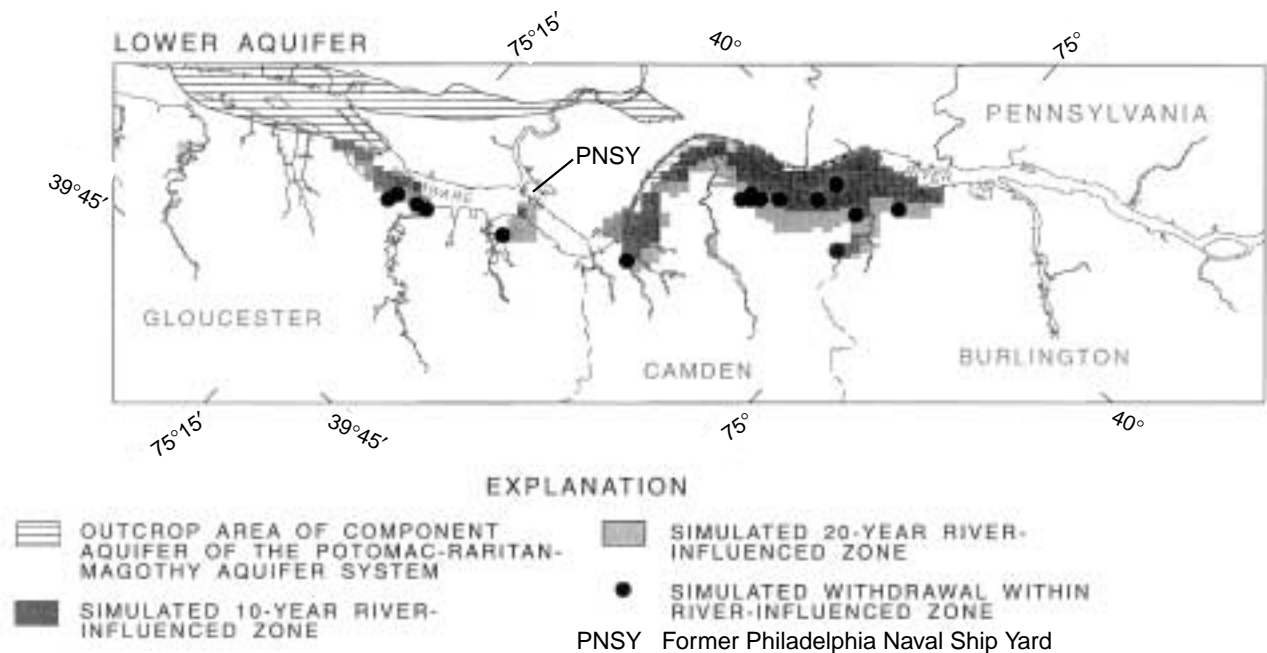 LOWER AQUIFER
75°15'
40°
75°
PENNSYLVANIA
PNSY
39°45'
GLOUCESTER
CAMDEN
BURLINGTON
75°15'
39°45'
75°
40°
EXPLANATION
OUTCROP AREA OF COMPONENT
AQUIFER OF THE POTOMAC-RARITAN-
MAGOTHY AQUIFER SYSTEM
SIMULATED 10-YEAR RIVER-
INFLUENCED ZONE
SIMULATED 20-YEAR RIVER-
INFLUENCED ZONE
SIMULATED WITHDRAWAL WITHIN
RIVER-INFLUENCED ZONE
PNSY Former Philadelphia Naval Ship Yard